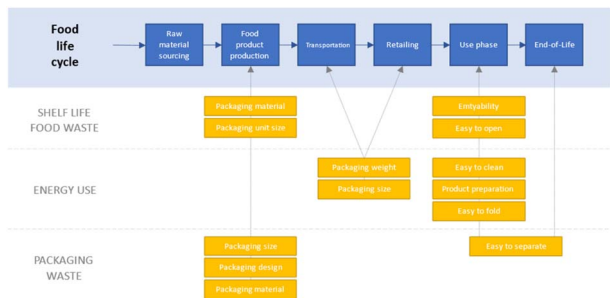 Food
life
cycle
Raw
material
sourcing
Food
product
production
Transportation
Retailing
Use phase
End-of-Life
SHELF LIFE
FOOD WASTE
Packaging material
Packaging unit size
Emtyability
Easy to open
ENERGY USE
Packaging weight
Packaging size
Easy to clean
Product preparation
Easy to fold
PACKAGING
WASTE
Packaging size
Packaging design
Packaging material
Easy to separate